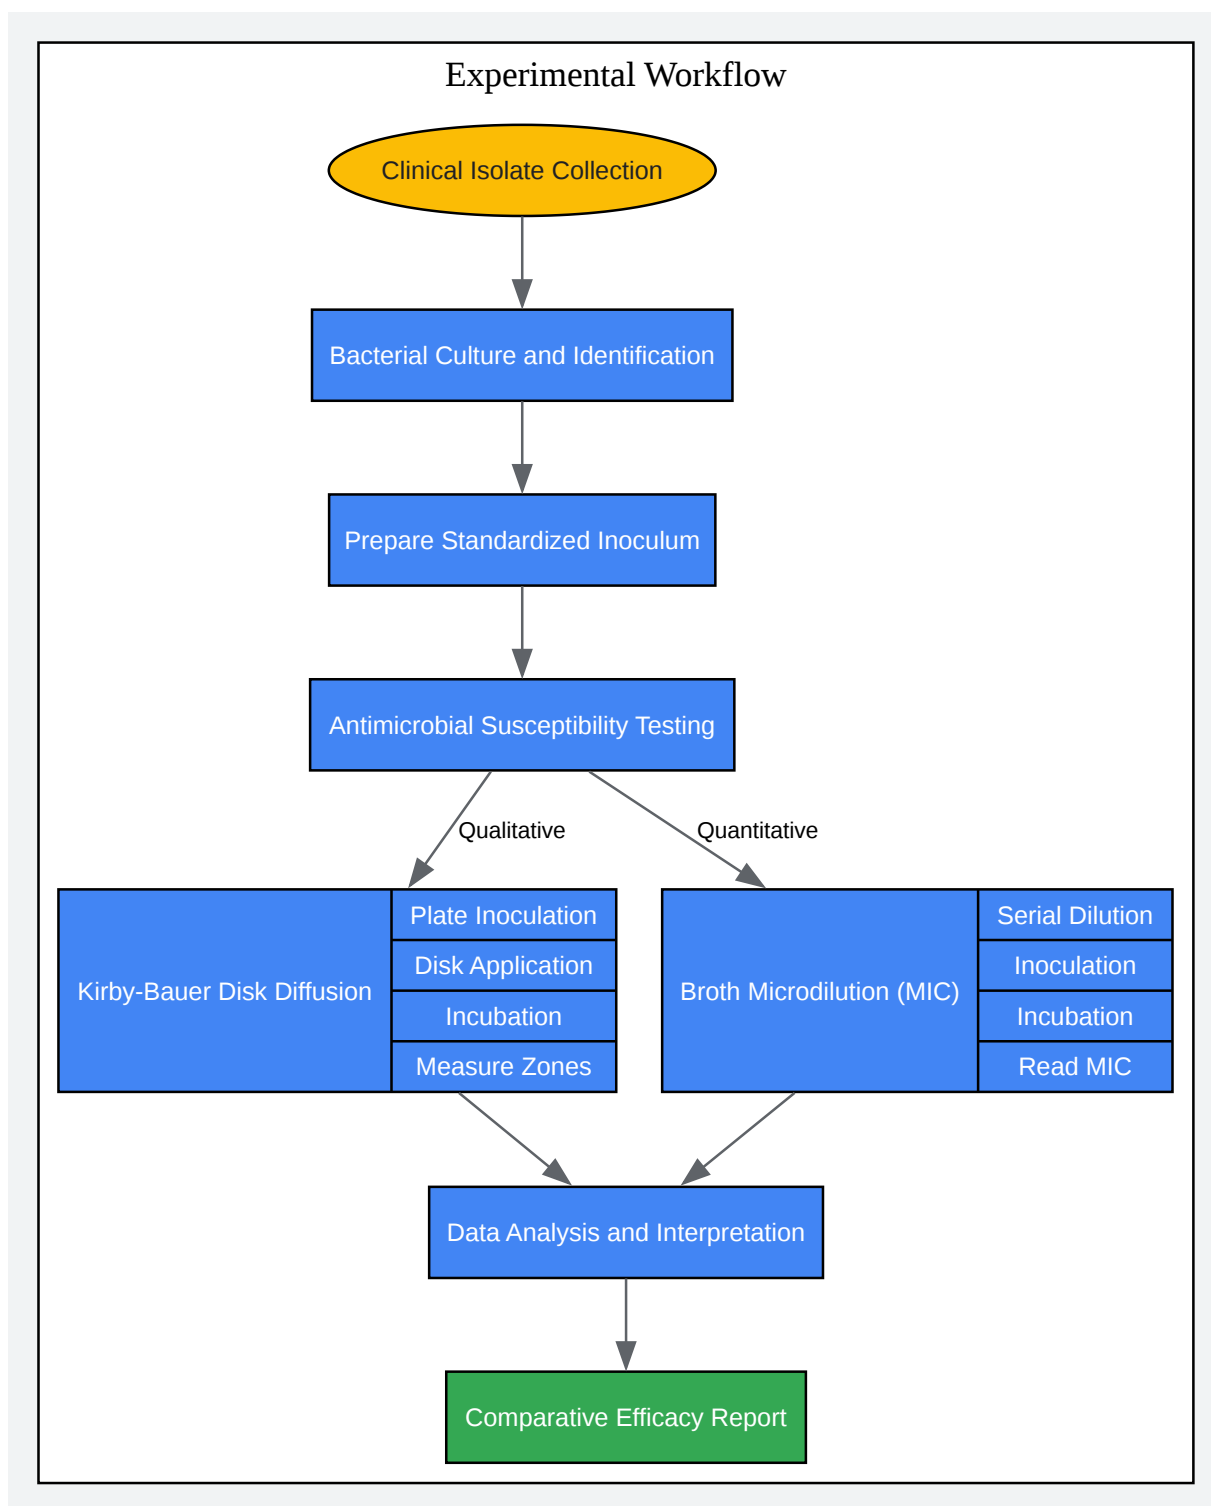 Experimental Workflow
Clinical Isolate Collection
Bacterial Culture and Identification
Prepare Standardized Inoculum
Antimicrobial Susceptibility Testing
Qualitative
Quantitative
Kirby-Bauer Disk Diffusion
Plate Inoculation
Disk Application
Incubation
Measure Zones
Broth Microdilution (MIC)
Serial Dilution
Inoculation
Incubation
Read MIC
Data Analysis and Interpretation
Comparative Efficacy Report